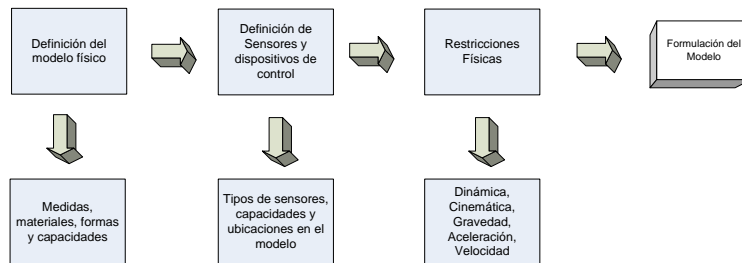 Definición del
modelo físico
Definición de
Sensores y
dispositivos de
control
Restricciones
Físicas
Formulación del
Modelo
Medidas,
materiales, formas
y capacidades
Tipos de sensores,
capacidades y
ubicaciones en el
modelo
Dinámica,
Cinemática,
Gravedad,
Aceleración,
Velocidad